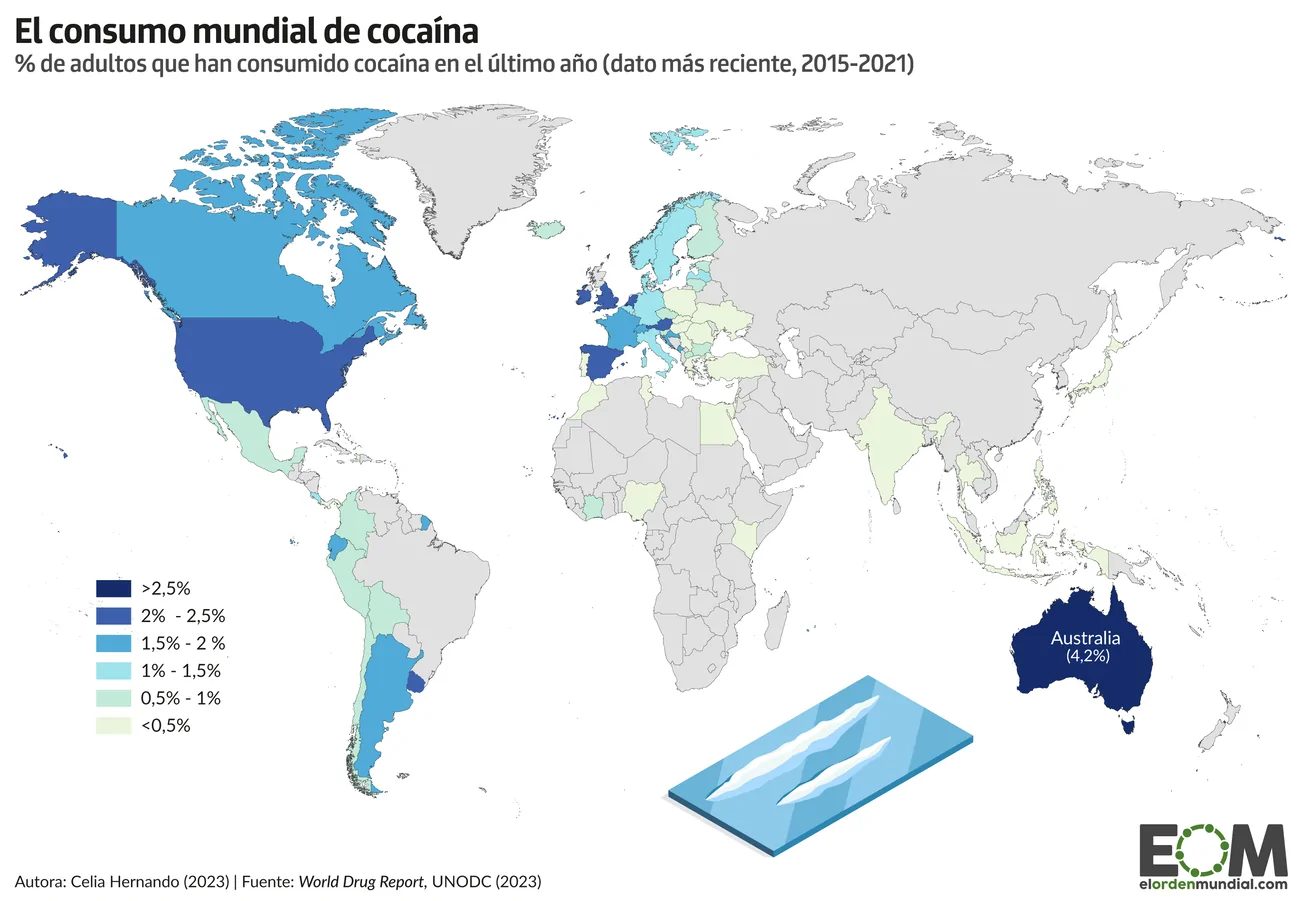 El consumo mundial de cocaína
% de adultos que han consumido cocaína en el último año (dato más reciente, 2015-2021)
>2,5%
2% - 2,5%
1,5% - 2 %
1% - 1,5%
0,5% - 1%
<0,5%
Australia
(4,2%)
Autora: Celia Hernando (2023) | Fuente: World Drug Report, UNODC (2023)
EOM
elordenmundial.com